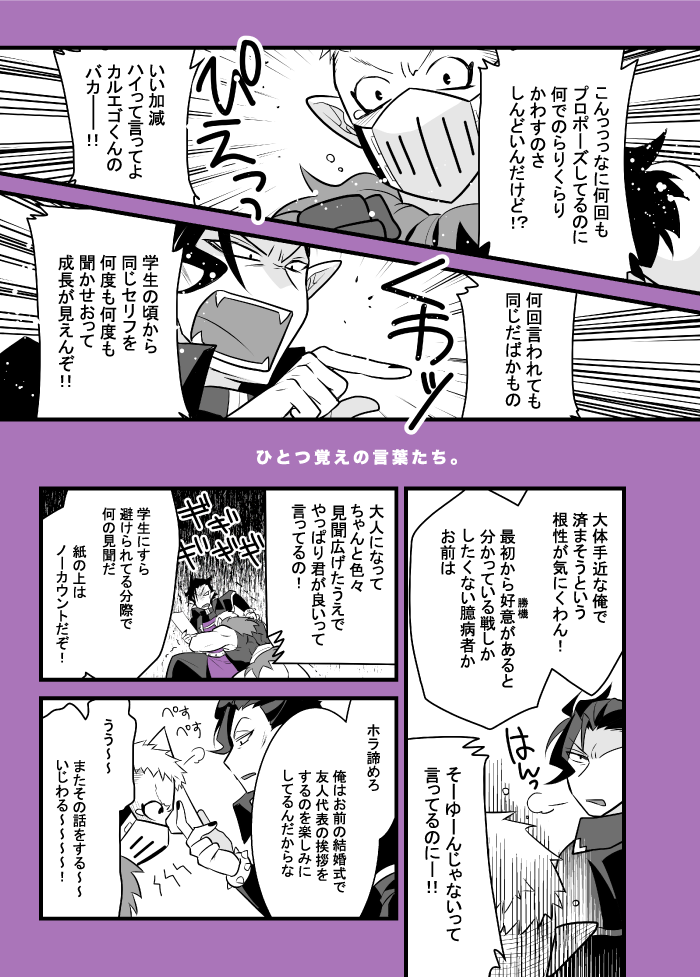 こんっっっなに何回も
プロポーズしてるのに
何でのらりくらり
かわすのさ
しんどいんだけど!?
ぴえっっ
いい加減
ハイって言ってよ
カルエゴくんの
バカ――!!
くわッ
何回言われても
同じだばかもの
学生の頃から
同じセリフを
何度も何度も
聞かせおって
成長が見えんぞ!!
ひとつ覚えの言葉たち。
大体手近な俺で
済まそうという
根性が気にくわん!
最初から好意があると
勝機
分かっている戦しか
したくない臆病者か
お前は
はんっ
そーゆーんじゃないって
言ってるのにー!!
大人になって
ちゃんと色々
見聞広げたうえで
やっぱり君が良いって
言ってるの!
ギギギ
ギギギ
学生にすら
避けられてる分際で
何の見聞だ
紙の上は
ノーカウントだぞ!
ホラ諦めろ
俺はお前の結婚式で
友人代表の挨拶を
するのを楽しみに
してるんだからな
ぺす
ぺす
うう〜〜
またその話をする〜〜
いじわる〜〜〜〜!